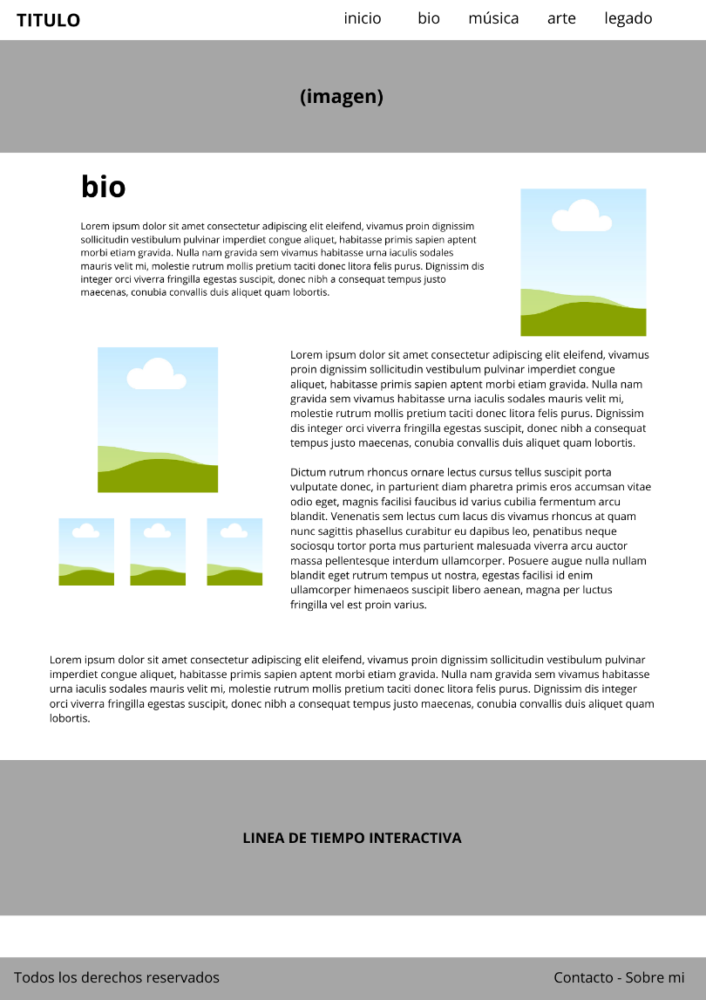 TITULO
inicio bio música arte legado
(imagen)
bio
Lorem ipsum dolor sit amet consectetur adipiscing elit eleifend, vivamus proin dignissim
sollicitudin vestibulum pulvinar imperdiet congue aliquet, habitasse primis sapien aptent
morbi etiam gravida. Nulla nam gravida sem vivamus habitasse urna iaculis sodales
mauris velit mi, molestie rutrum mollis pretium taciti donec litora felis purus. Dignissim dis
integer orci viverra fringilla egestas suscipit, donec nibh a consequat tempus justo
maecenas, conubia convallis duis aliquet quam lobortis.
Lorem ipsum dolor sit amet consectetur adipiscing elit eleifend, vivamus
proin dignissim sollicitudin vestibulum pulvinar imperdiet congue
aliquet, habitasse primis sapien aptent morbi etiam gravida. Nulla nam
gravida sem vivamus habitasse urna iaculis sodales mauris velit mi,
molestie rutrum mollis pretium taciti donec litora felis purus. Dignissim
dis integer orci viverra fringilla egestas suscipit, donec nibh a consequat
tempus justo maecenas, conubia convallis duis aliquet quam lobortis.
Dictum rutrum rhoncus ornare lectus cursus tellus suscipit porta
vulputate donec, in parturient diam pharetra primis eros accumsan vitae
odio eget, magnis facilisi faucibus id varius cubilia fermentum arcu
blandit. Venenatis sem lectus cum lacus dis vivamus rhoncus at quam
nunc sagittis phasellus curabitur eu dapibus leo, penatibus neque
sociosqu tortor porta mus parturient malesuada viverra arcu auctor
massa pellentesque interdum ullamcorper. Posuere augue nulla nullam
blandit eget rutrum tempus ut nostra, egestas facilisi id enim
ullamcorper himenaeos suscipit libero aenean, magna per luctus
fringilla vel est proin varius.
Lorem ipsum dolor sit amet consectetur adipiscing elit eleifend, vivamus proin dignissim sollicitudin vestibulum pulvinar
imperdiet congue aliquet, habitasse primis sapien aptent morbi etiam gravida. Nulla nam gravida sem vivamus habitasse
urna iaculis sodales mauris velit mi, molestie rutrum mollis pretium taciti donec litora felis purus. Dignissim dis integer
orci viverra fringilla egestas suscipit, donec nibh a consequat tempus justo maecenas, conubia convallis duis aliquet quam
lobortis.
LINEA DE TIEMPO INTERACTIVA
Todos los derechos reservados
Contacto - Sobre mi